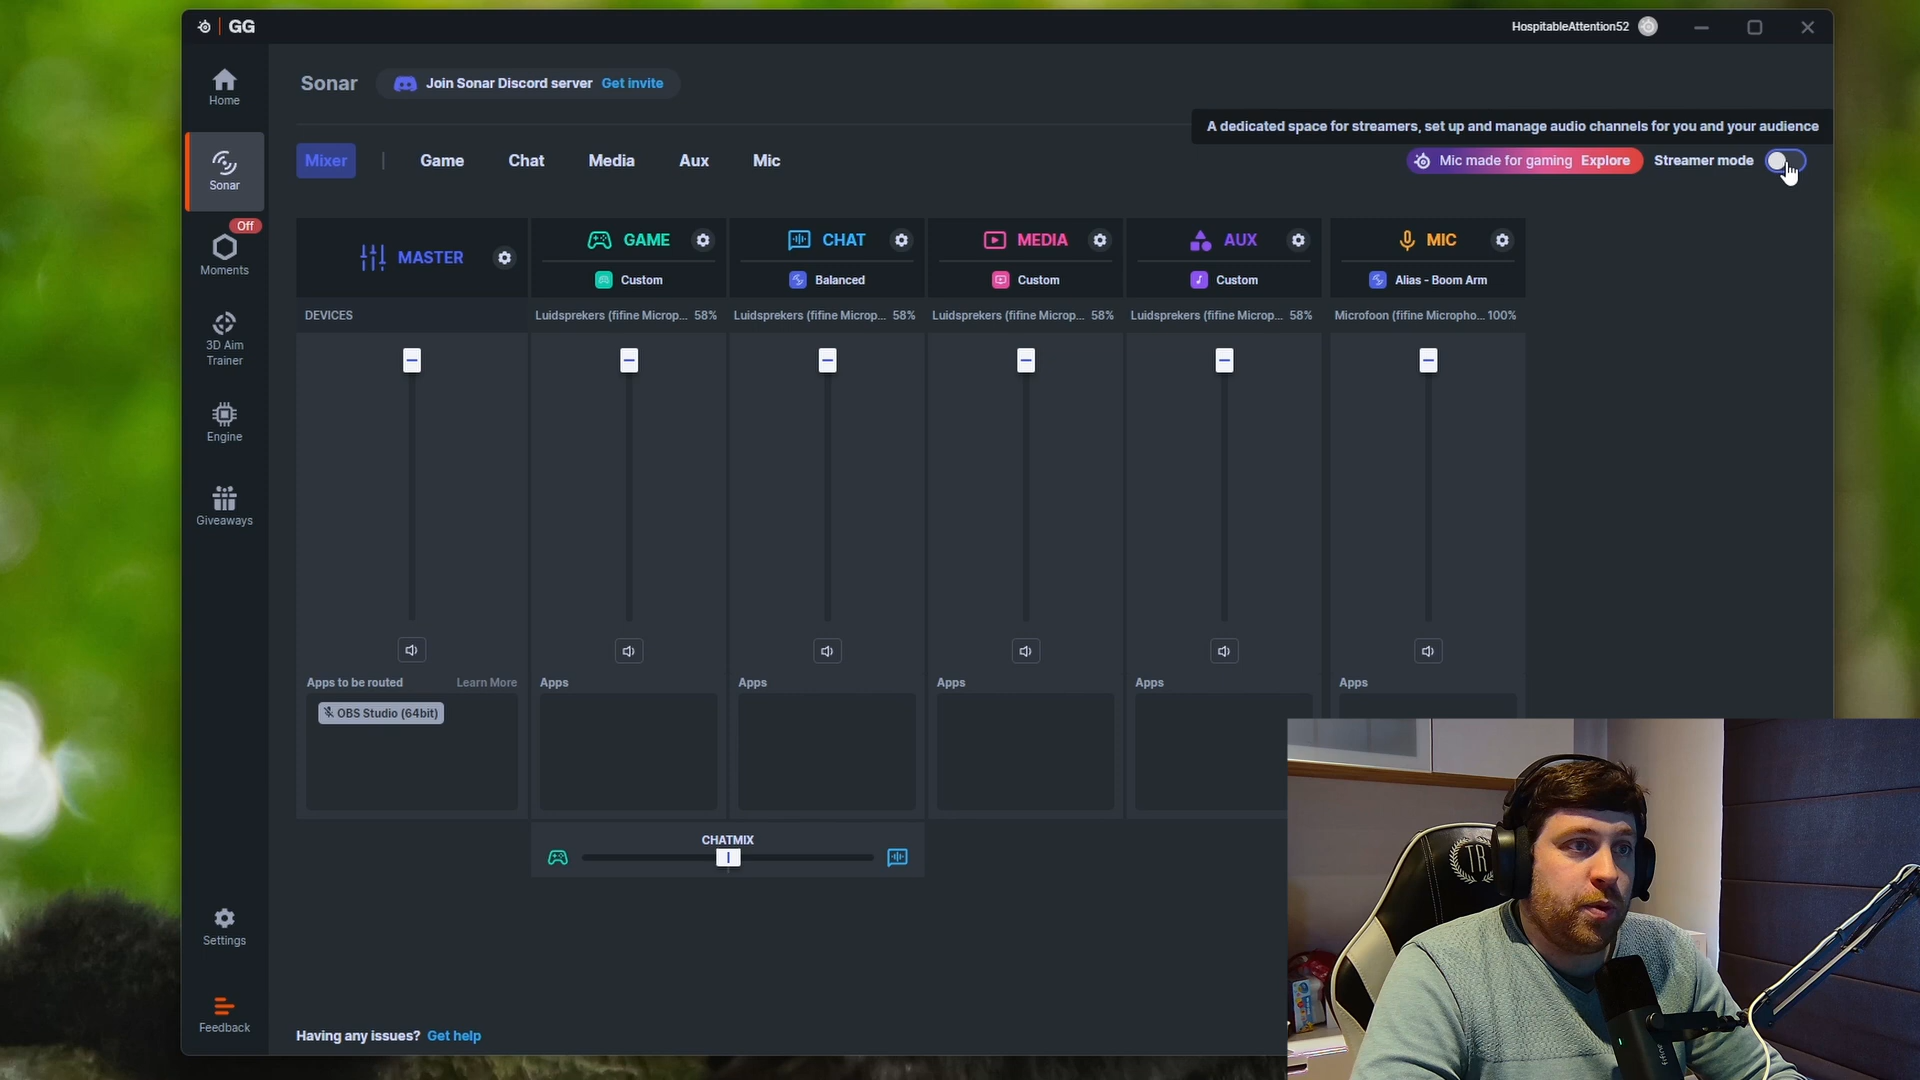 GG
HospitableAttention52
Home
Sonar
Off
Moments
3D Aim
Trainer
Engine
Giveaways
Settings
Feedback
Sonar
Join Sonar Discord server Get invite
A dedicated space for streamers, set up and manage audio channels for you and your audience
Mixer | Game Chat Media Aux Mic
Mic made for gaming Explore
Streamer mode
MASTER
GAME
Custom
CHAT
Balanced
MEDIA
Custom
AUX
Custom
MIC
Alias - Boom Arm
DEVICES
Luidsprekers (fifine Microp... 58%
Luidsprekers (fifine Microp... 58%
Luidsprekers (fifine Microp... 58%
Luidsprekers (fifine Microp... 58%
Microfoon (fifine Micropho... 100%
Apps to be routed
Learn More
Apps
Apps
Apps
Apps
Apps
OBS Studio (64bit)
CHATMIX
Having any issues? Get help
TR
fifine